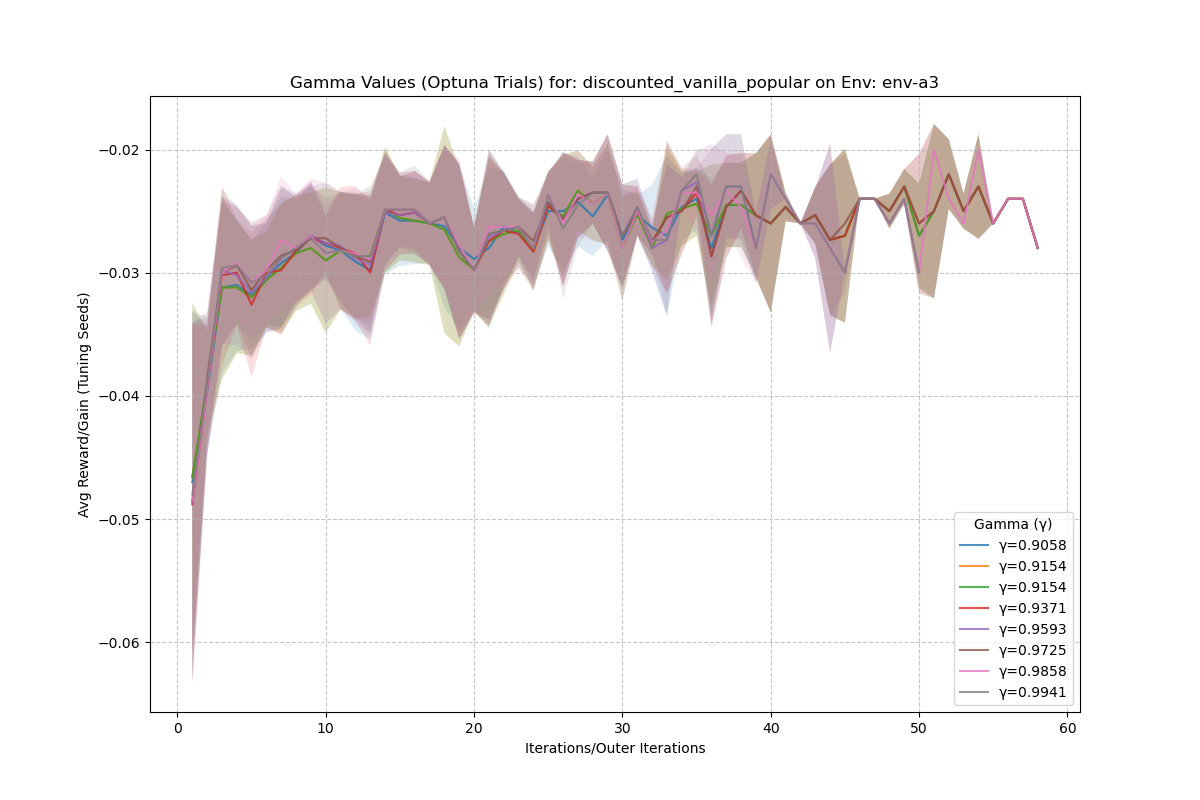 Gamma Values (Optuna Trials) for: discounted_vanilla_popular on Env: env-a3
Avg Reward/Gain (Tuning Seeds)
−0.02
−0.03
−0.04
−0.05
−0.06
Gamma (γ)
γ=0.9058
γ=0.9154
γ=0.9154
γ=0.9371
γ=0.9593
γ=0.9725
γ=0.9858
γ=0.9941
0 10 20 30 40 50 60
Iterations/Outer Iterations